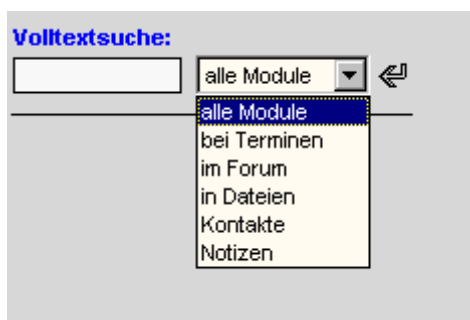 Volltextsuche:
alle Module
alle Module
bei Terminen
im Forum
in Dateien
Kontakte
Notizen